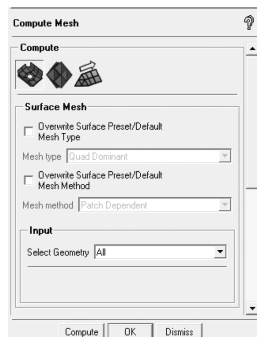 Compute Mesh
Compute
Surface Mesh
Overwrite Surface Preset/Default
Mesh Type
Mesh type Quad Dominant
Overwrite Surface Preset/Default
Mesh Method
Mesh method Patch Dependent
Input
Select Geometry All
Compute OK Dismiss